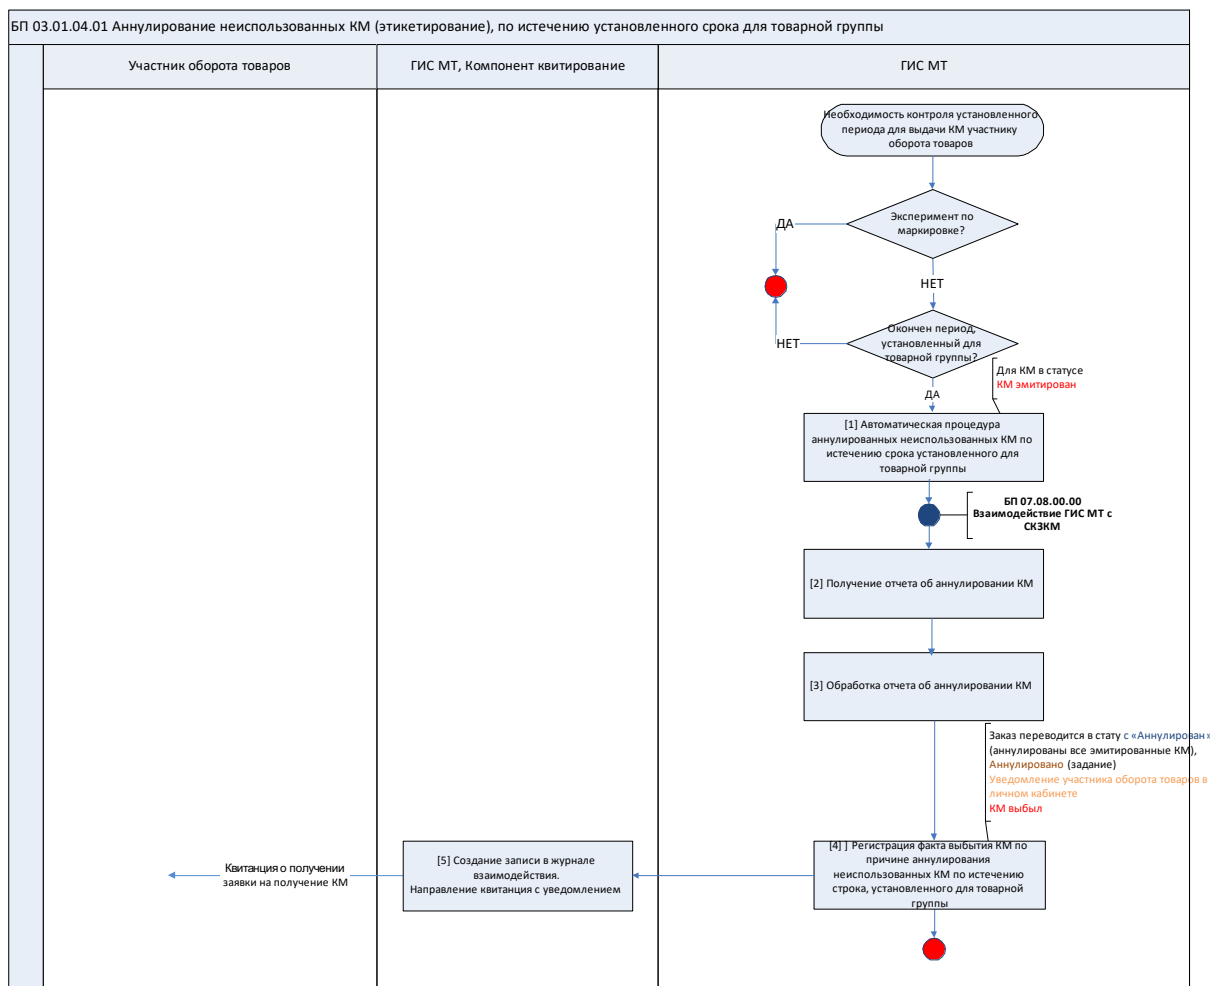 БП 03.01.04.01 Аннулирование неиспользованных КМ (этикетирование), по истечению установленного срока для товарной группы
Участник оборота товаров
ГИС МТ, Компонент квитирование
ГИС МТ
Необходимость контроля установленного
периода для выдачи КМ участнику
оборота товаров
Эксперимент по
маркировке?
ДА
НЕТ
Окончен период,
установленный для
товарной группы?
НЕТ
Для КМ в статусе
КМ эмитирован
ДА
[1] Автоматическая процедура
аннулированных неиспользованных КМ по
истечению срока установленного для
товарной группы
БП 07.08.00.00
Взаимодействие ГИС МТ с
СКЗКМ
[2] Получение отчета об аннулировании КМ
[3] Обработка отчета об аннулировании КМ
Заказ переводится в стату с «Аннулирован»
(аннулированы все эмитированные КМ),
Аннулировано (задание)
Уведомление участника оборота товаров в
личном кабинете
КМ выбыл
[4] ] Регистрация факта выбытия КМ по
причине аннулирования
неиспользованных КМ по истечению
строка, установленного для товарной
группы
[5] Создание записи в журнале
взаимодействия.
Направление квитанция с уведомлением
Квитанция о получении
заявки на получение КМ